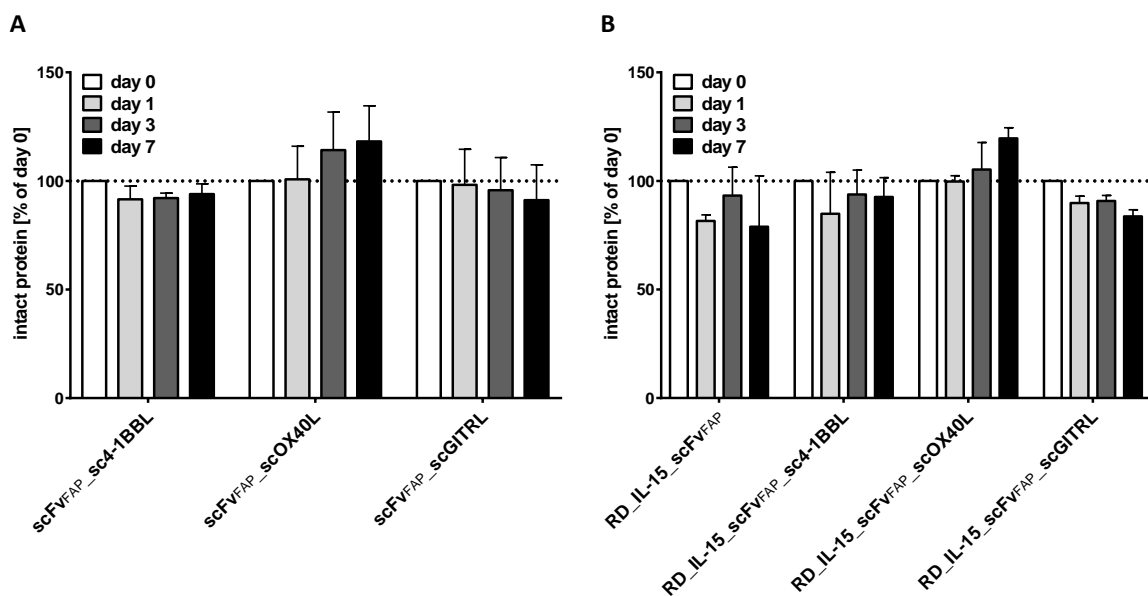 A
intact protein [% of day 0]
150
100
50
0
day 0
day 1
day 3
day 7
scFvFAP_sc4-1BBL
scFvFAP_scOX40L
scFvFAP_scGITRL
B
intact protein [% of day 0]
150
100
50
0
day 0
day 1
day 3
day 7
RD_IL-15_scFvFAP
RD_IL-15_scFvFAP_sc4-1BBL
RD_IL-15_scFvFAP_scOX40L
RD_IL-15_scFvFAP_scGITRL